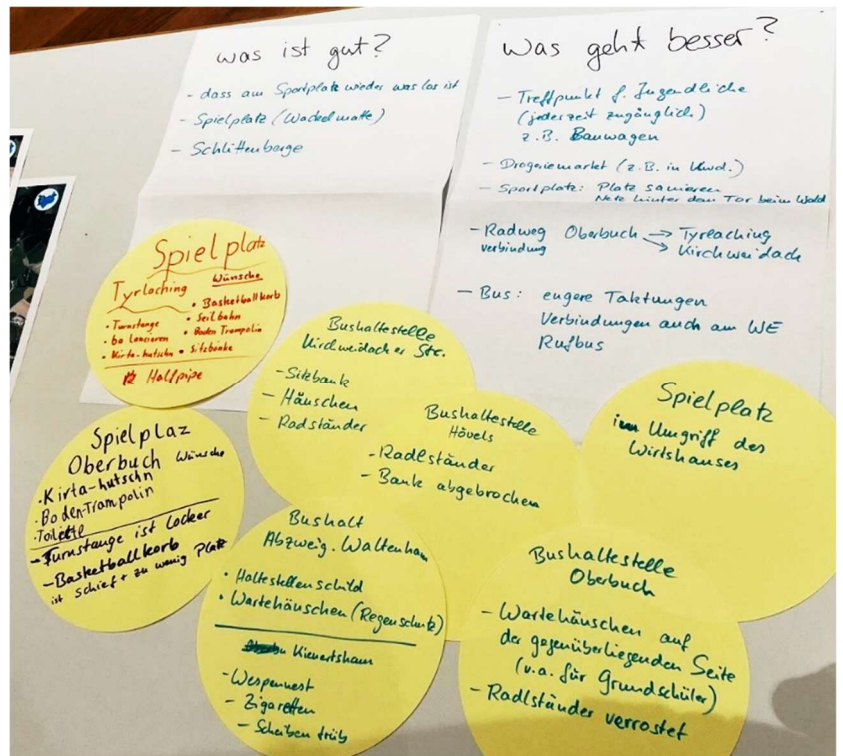 was ist gut?
- dass am Sportplatz wieder was los ist
- Spielplatz (Wackelmatte)
- Schlittenberge
Was geht besser?
- Treffpunkt f. Jugendliche
(jederzeit zugänglich)
z.B. Bauwagen
- Drogeriemarkt (z.B. in Kwd.)
- Sportplatz: Platz sanieren
Netz hinter dem Tor beim Wald
- Radweg Oberbuch → Tyrlaching
verbindung → Kirchweidach
- Bus: engere Taktungen
Verbindungen auch am WE
Rufbus
Spielplatz
Tyrlaching Wünsche
• Basketballkorb
• Seilbahn
• Boden Trampolin
• Sitzbänke
• Turnstange
• balancieren
• Kirta-hutschn
Halfpipe
Spielplaz
Oberbuch Wünsche
• Kirta-hutschn
• Boden-Trampolin
• Toilette
- Turnstange ist locker
- Basketballkorb
ist schief + zu wenig Platz
Bushaltestelle
Kirchweidacher Str.
- Sitzbank
- Häuschen
- Radständer
Bushaltestelle
Hövels
- Radlständer
- Bank abgebrochen
Spielplatz
im Umgriff des
Wirtshauses
Bushalt
Abzweig. Waltenham
• Haltestellenschild
• Wartehäuschen (Regenschutz)
Kienertsham
- Wespennest
- Zigaretten
- Scheiben trüb
Bushaltestelle
Oberbuch
- Wartehäuschen auf
der gegenüberliegenden Seite
(v.a. für Grundschüler)
- Radlständer verrostet